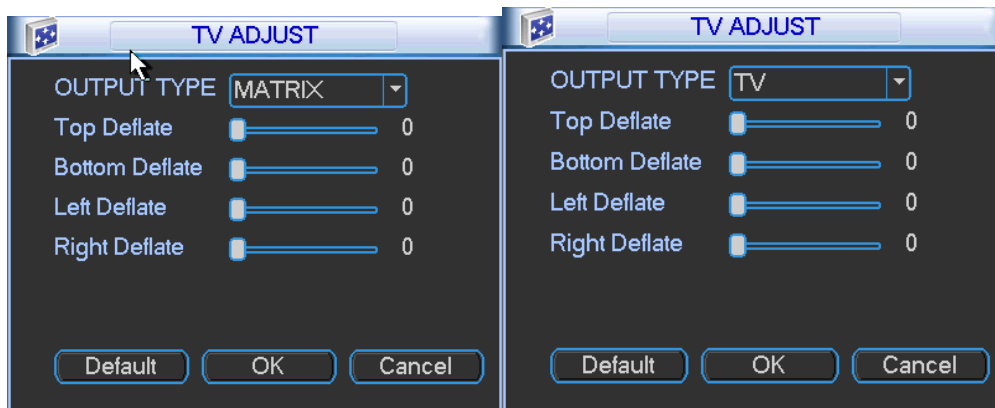 TV ADJUST
OUTPUT TYPE MATRIX
Top Deflate 0
Bottom Deflate 0
Left Deflate 0
Right Deflate 0
Default OK Cancel
TV ADJUST
OUTPUT TYPE TV
Top Deflate 0
Bottom Deflate 0
Left Deflate 0
Right Deflate 0
Default OK Cancel